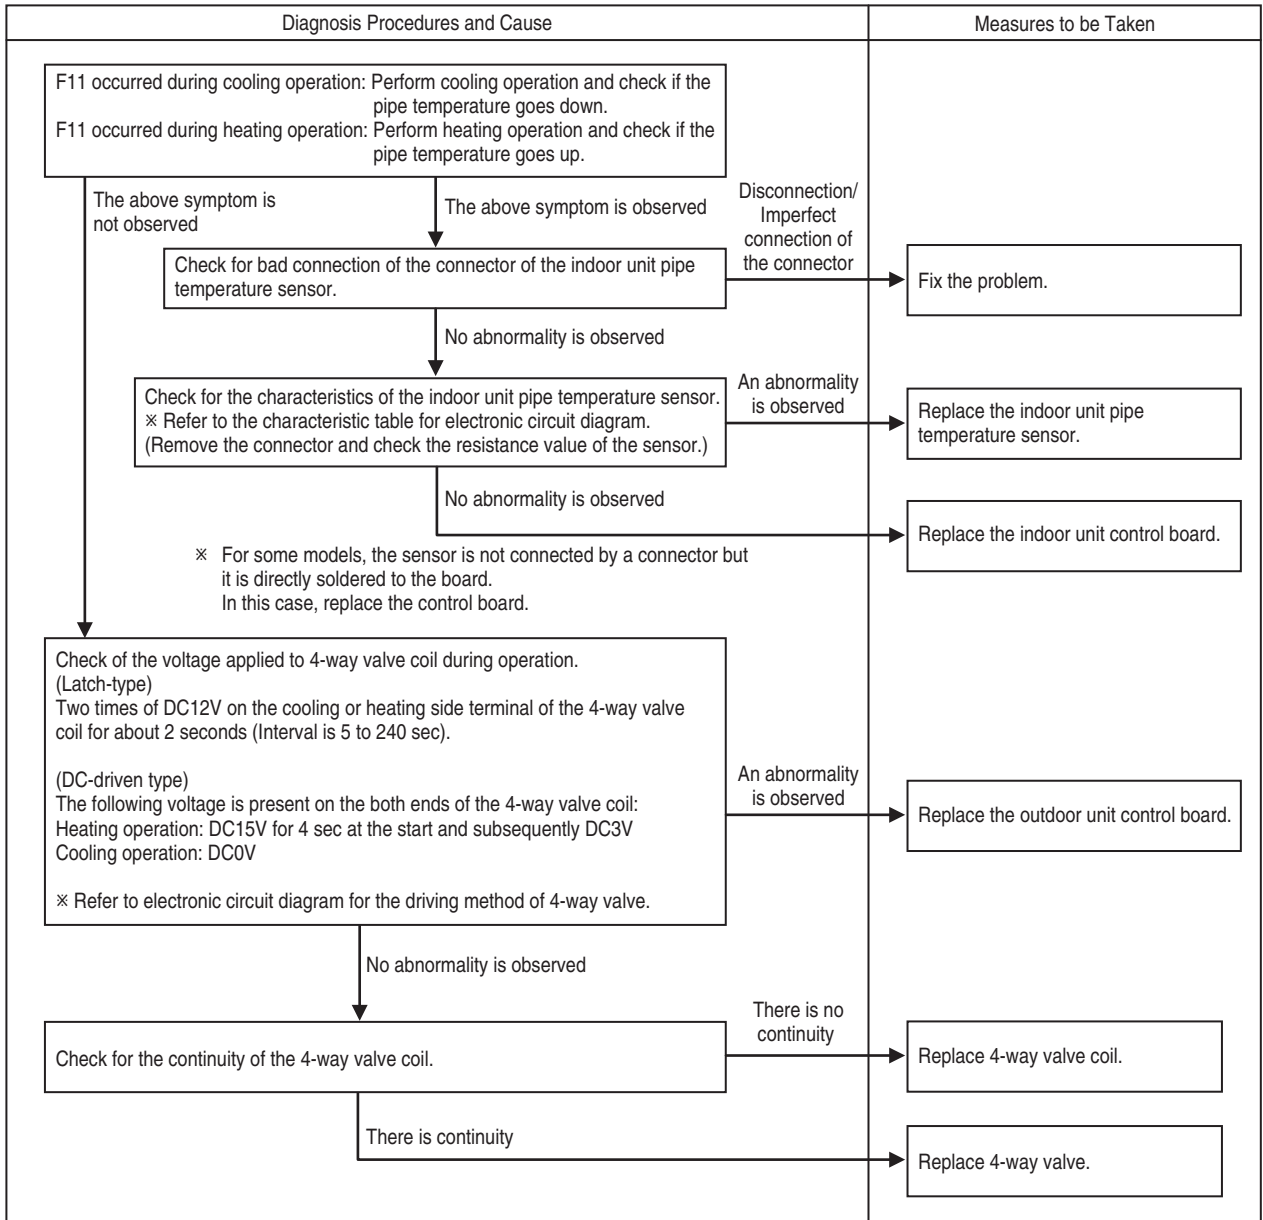 Diagnosis Procedures and Cause
Measures to be Taken
F11 occurred during cooling operation: Perform cooling operation and check if the
pipe temperature goes down.
F11 occurred during heating operation: Perform heating operation and check if the
pipe temperature goes up.
The above symptom is
not observed
The above symptom is observed
Disconnection/
Imperfect
connection of
the connector
Check for bad connection of the connector of the indoor unit pipe
temperature sensor.
Fix the problem.
No abnormality is observed
Check for the characteristics of the indoor unit pipe temperature sensor.
※ Refer to the characteristic table for electronic circuit diagram.
(Remove the connector and check the resistance value of the sensor.)
An abnormality
is observed
Replace the indoor unit pipe
temperature sensor.
No abnormality is observed
Replace the indoor unit control board.
※ For some models, the sensor is not connected by a connector but
it is directly soldered to the board.
In this case, replace the control board.
Check of the voltage applied to 4-way valve coil during operation.
(Latch-type)
Two times of DC12V on the cooling or heating side terminal of the 4-way valve
coil for about 2 seconds (Interval is 5 to 240 sec).
(DC-driven type)
The following voltage is present on the both ends of the 4-way valve coil:
Heating operation: DC15V for 4 sec at the start and subsequently DC3V
Cooling operation: DC0V
※ Refer to electronic circuit diagram for the driving method of 4-way valve.
An abnormality
is observed
Replace the outdoor unit control board.
No abnormality is observed
Check for the continuity of the 4-way valve coil.
There is no
continuity
Replace 4-way valve coil.
There is continuity
Replace 4-way valve.